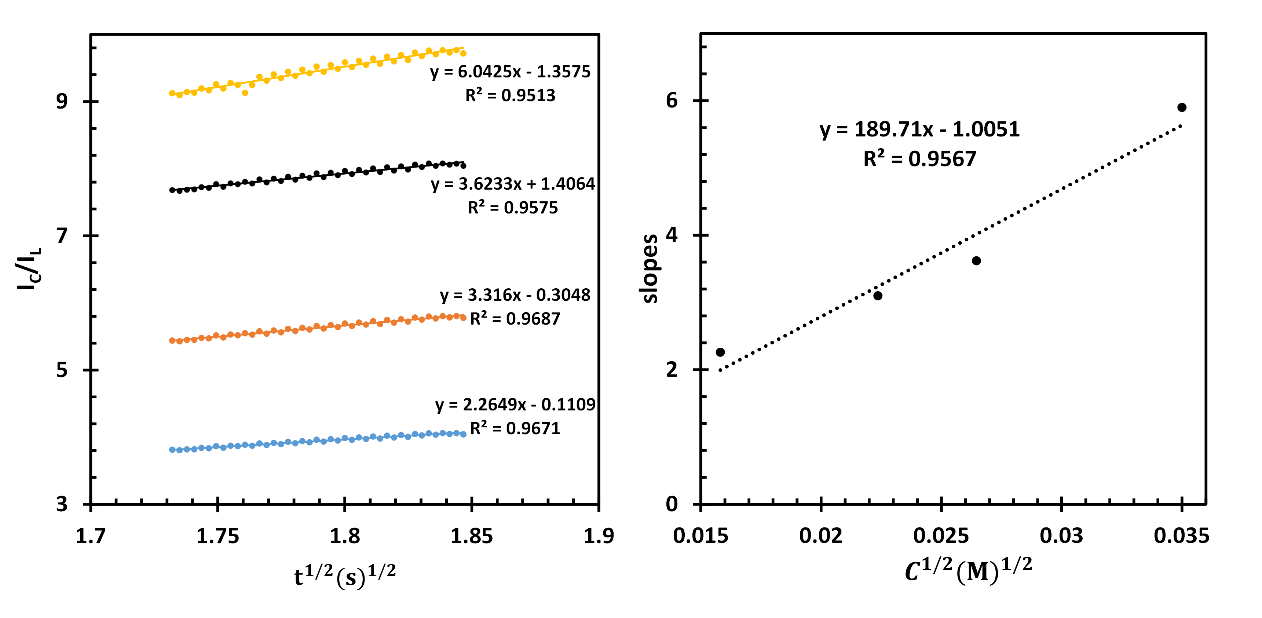 9
7
5
3
1.7
1.75
1.8
1.85
1.9
I_C/I_L
t^1/2(s)^1/2
y = 6.0425x - 1.3575
R² = 0.9513
y = 3.6233x + 1.4064
R² = 0.9575
y = 3.316x - 0.3048
R² = 0.9687
y = 2.2649x - 0.1109
R² = 0.9671
6
4
2
0
0.015
0.02
0.025
0.03
0.035
slopes
C^1/2(M)^1/2
y = 189.71x - 1.0051
R² = 0.9567